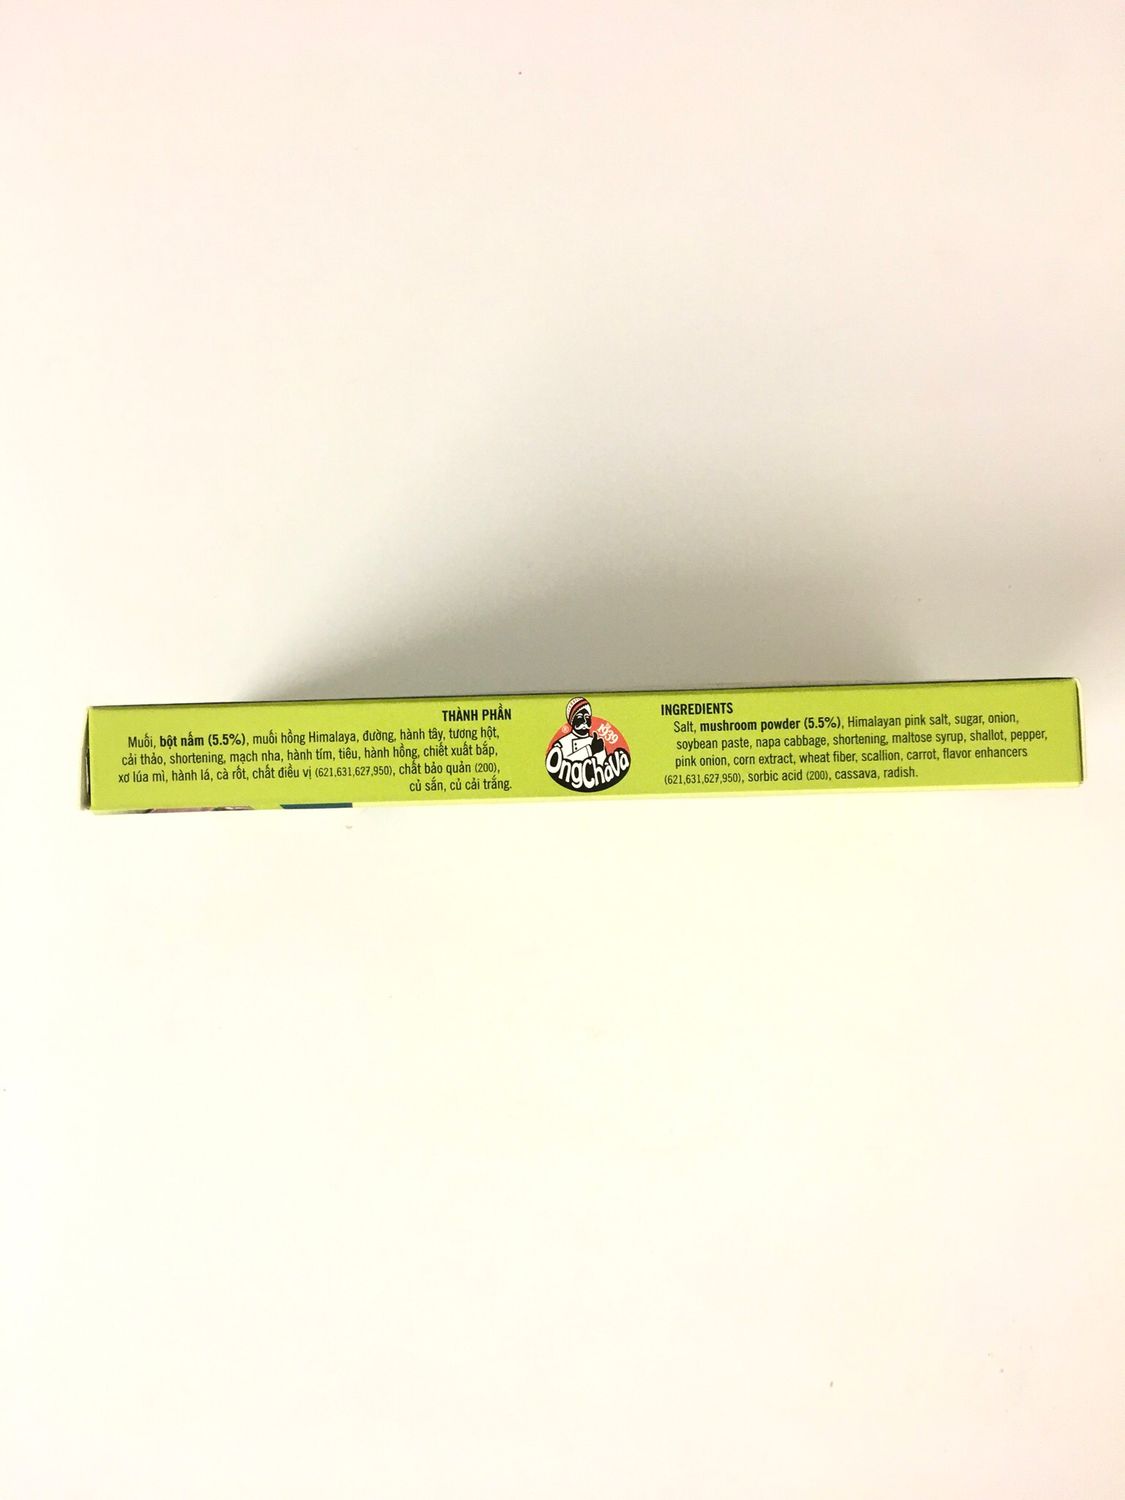 THÀNH PHẦN
Muối, bột nấm (5.5%), muối hồng Himalaya, đường, hành tây, tương hột,
cải thảo, shortening, mạch nha, hành tím, tiêu, hành hồng, chiết xuất bắp,
xơ lúa mì, hành lá, cà rốt, chất điều vị (621,631,627,950), chất bảo quản (200),
củ sắn, củ cải trắng.
® 1939
ÔngChàVà
INGREDIENTS
Salt, mushroom powder (5.5%), Himalayan pink salt, sugar, onion,
soybean paste, napa cabbage, shortening, maltose syrup, shallot, pepper,
pink onion, corn extract, wheat fiber, scallion, carrot, flavor enhancers
(621,631,627,950), sorbic acid (200), cassava, radish.